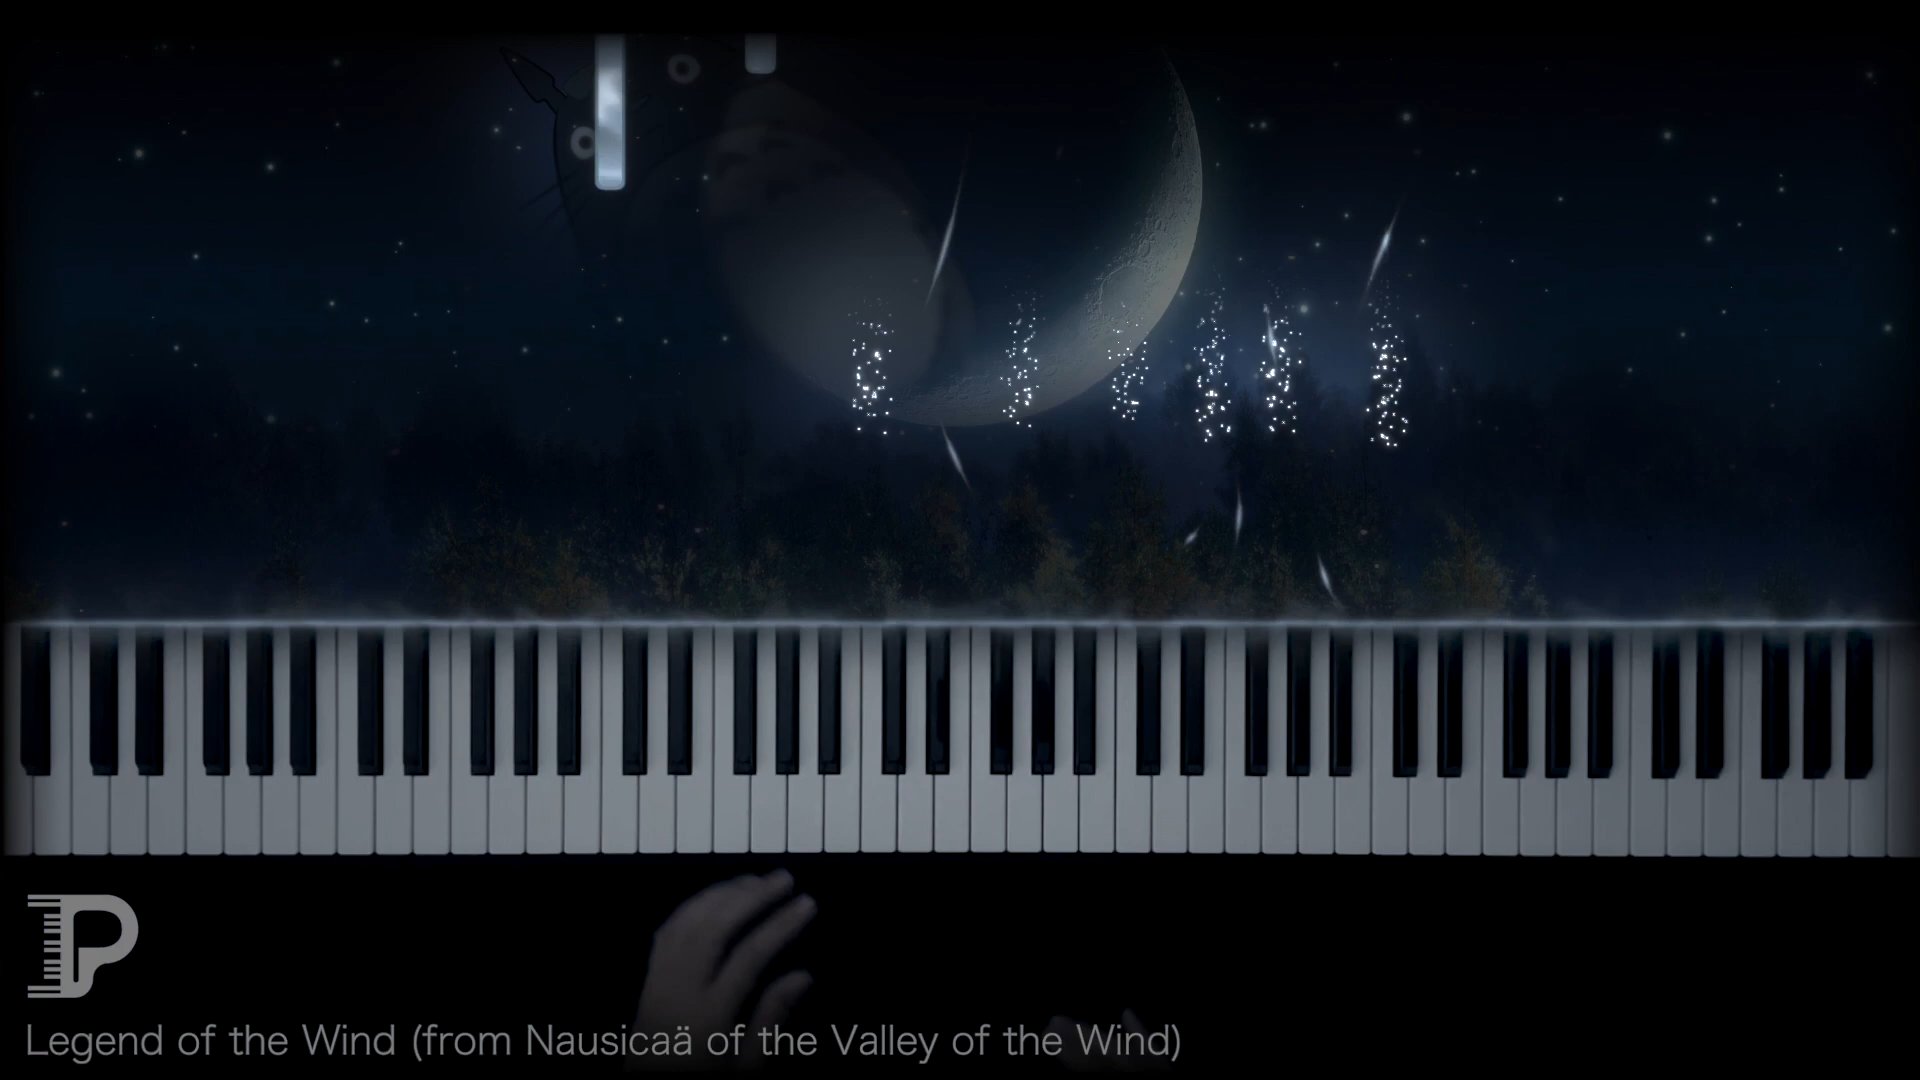 Legend of the Wind (from Nausicaä of the Valley of the Wind)